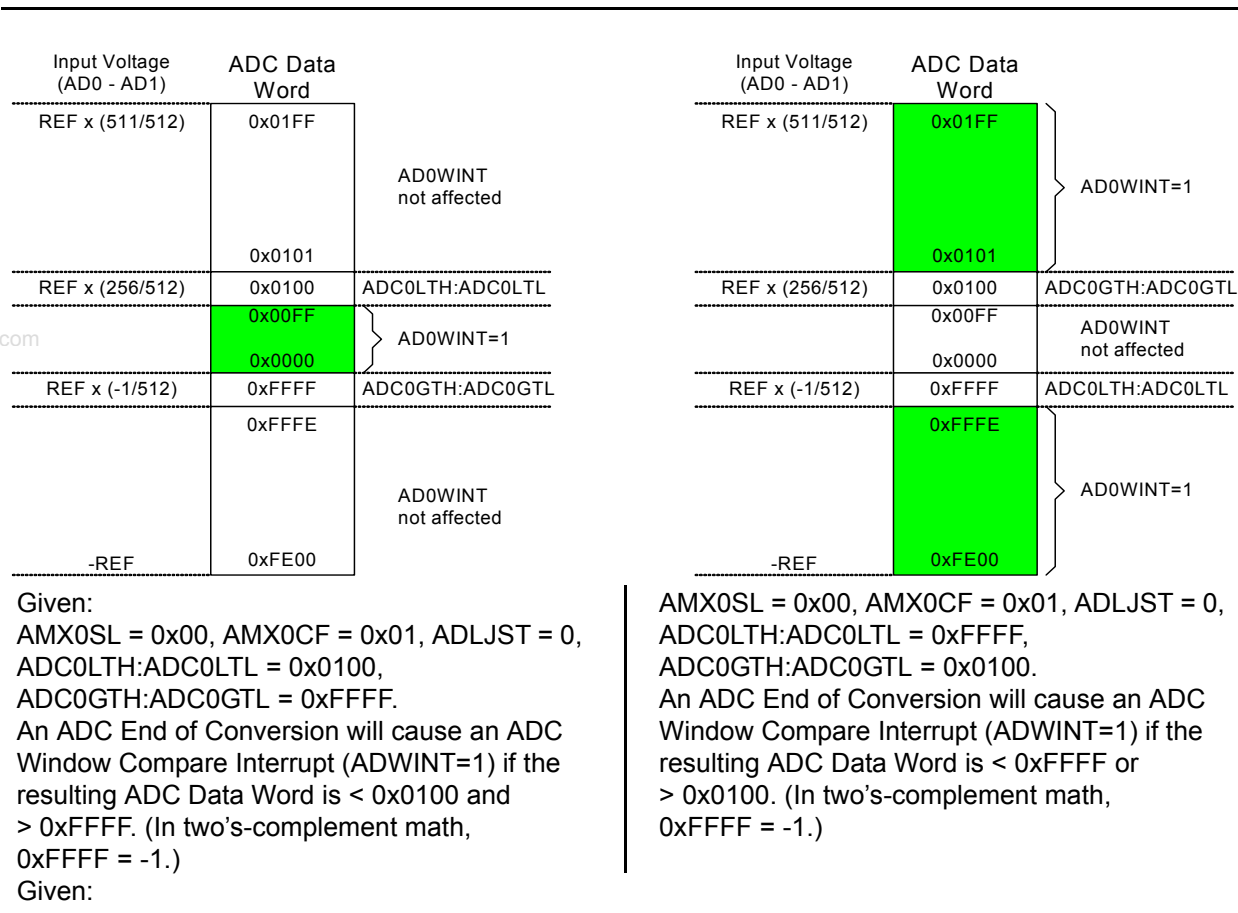 Input Voltage
(AD0 - AD1)
ADC Data
Word
REF x (511/512)
0x01FF
AD0WINT
not affected
0x0101
REF x (256/512)
0x0100
ADC0LTH:ADC0LTL
0x00FF
AD0WINT=1
0x0000
REF x (-1/512)
0xFFFF
ADC0GTH:ADC0GTL
0xFFFE
AD0WINT
not affected
-REF
0xFE00
Given:
AMX0SL = 0x00, AMX0CF = 0x01, ADLJST = 0,
ADC0LTH:ADC0LTL = 0x0100,
ADC0GTH:ADC0GTL = 0xFFFF.
An ADC End of Conversion will cause an ADC
Window Compare Interrupt (ADWINT=1) if the
resulting ADC Data Word is < 0x0100 and
> 0xFFFF. (In two’s-complement math,
0xFFFF = -1.)
Given:
Input Voltage
(AD0 - AD1)
ADC Data
Word
REF x (511/512)
0x01FF
AD0WINT=1
0x0101
REF x (256/512)
0x0100
ADC0GTH:ADC0GTL
0x00FF
AD0WINT
not affected
0x0000
REF x (-1/512)
0xFFFF
ADC0LTH:ADC0LTL
0xFFFE
AD0WINT=1
-REF
0xFE00
AMX0SL = 0x00, AMX0CF = 0x01, ADLJST = 0,
ADC0LTH:ADC0LTL = 0xFFFF,
ADC0GTH:ADC0GTL = 0x0100.
An ADC End of Conversion will cause an ADC
Window Compare Interrupt (ADWINT=1) if the
resulting ADC Data Word is < 0xFFFF or
> 0x0100. (In two’s-complement math,
0xFFFF = -1.)
com